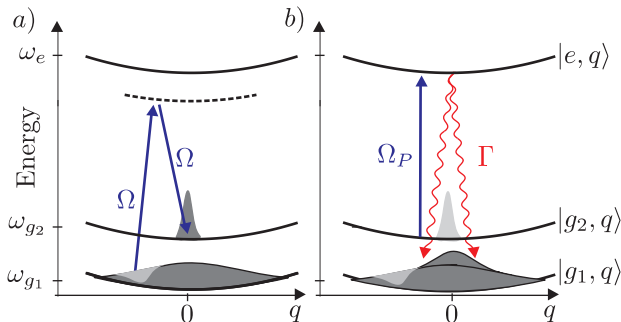 a)
b)
Energy
ω_e
ω_{g_2}
ω_{g_1}
Ω
Ω
0
q
Ω_P
Γ
|e, q⟩
|g_2, q⟩
|g_1, q⟩
0
q